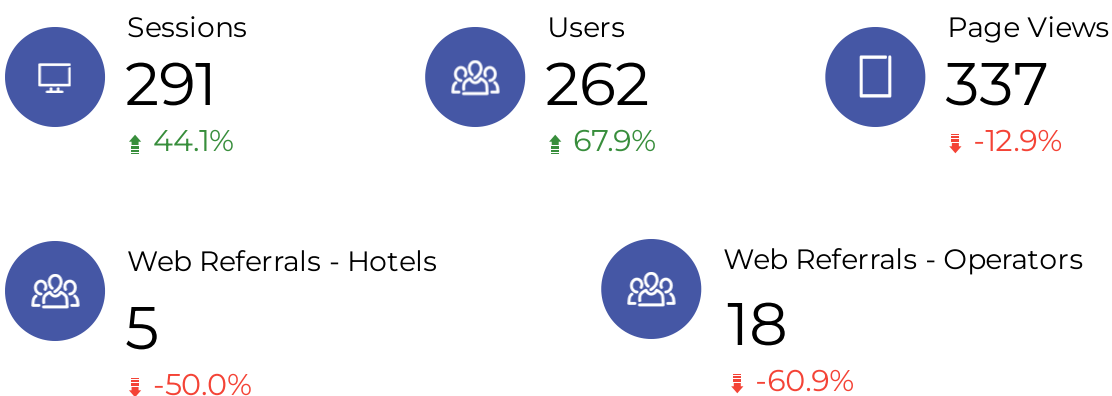 Sessions
291
44.1%
Users
262
67.9%
Page Views
337
-12.9%
Web Referrals - Hotels
5
-50.0%
Web Referrals - Operators
18
-60.9%